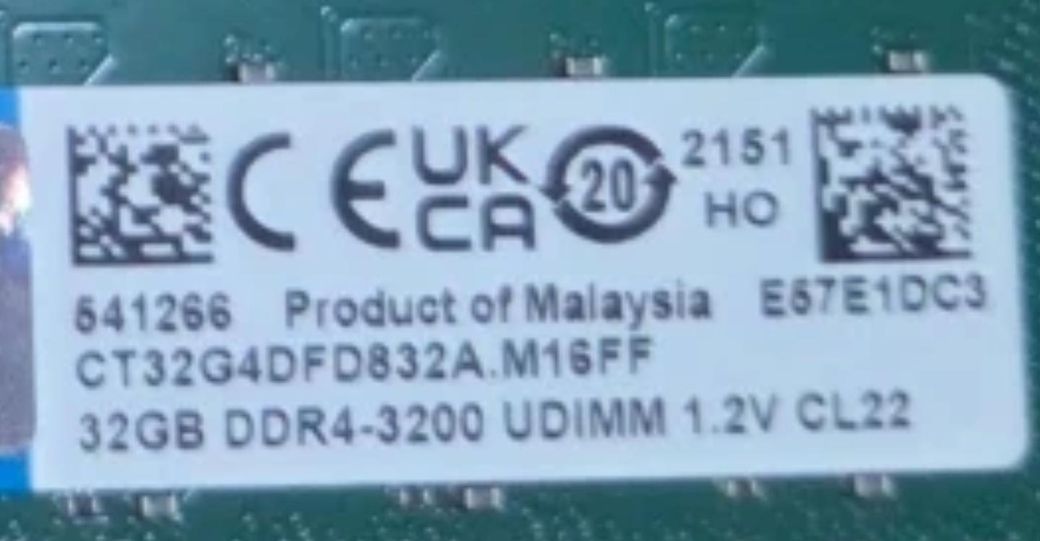 CE UK CA 20 2151
HO
541266 Product of Malaysia E57E1DC3
CT32G4DFD832A.M16FF
32GB DDR4-3200 UDIMM 1.2V CL22